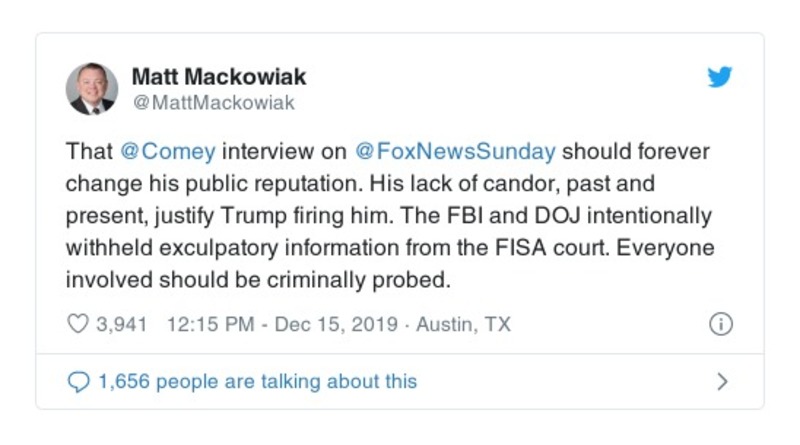 Matt Mackowiak
@MattMackowiak
That @Comey interview on @FoxNewsSunday should forever
change his public reputation. His lack of candor, past and
present, justify Trump firing him. The FBI and DOJ intentionally
withheld exculpatory information from the FISA court. Everyone
involved should be criminally probed.
3,941 12:15 PM - Dec 15, 2019 · Austin, TX
1,656 people are talking about this